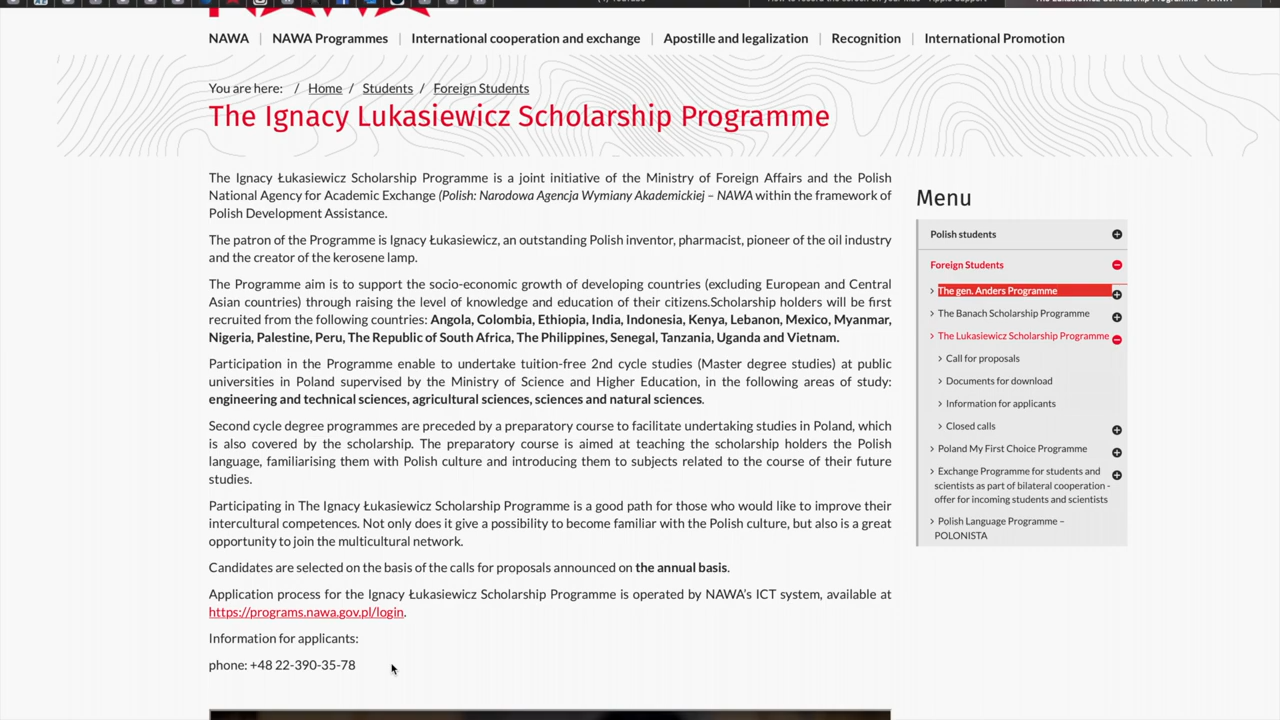 NAWA | NAWA Programmes | International cooperation and exchange | Apostille and legalization | Recognition | International Promotion
You are here: / Home / Students / Foreign Students
The Ignacy Lukasiewicz Scholarship Programme
The Ignacy Łukasiewicz Scholarship Programme is a joint initiative of the Ministry of Foreign Affairs and the Polish
National Agency for Academic Exchange (Polish: Narodowa Agencja Wymiany Akademickiej – NAWA within the framework of
Polish Development Assistance.
The patron of the Programme is Ignacy Łukasiewicz, an outstanding Polish inventor, pharmacist, pioneer of the oil industry
and the creator of the kerosene lamp.
The Programme aim is to support the socio-economic growth of developing countries (excluding European and Central
Asian countries) through raising the level of knowledge and education of their citizens.Scholarship holders will be first
recruited from the following countries: Angola, Colombia, Ethiopia, India, Indonesia, Kenya, Lebanon, Mexico, Myanmar,
Nigeria, Palestine, Peru, The Republic of South Africa, The Philippines, Senegal, Tanzania, Uganda and Vietnam.
Participation in the Programme enable to undertake tuition-free 2nd cycle studies (Master degree studies) at public
universities in Poland supervised by the Ministry of Science and Higher Education, in the following areas of study:
engineering and technical sciences, agricultural sciences, sciences and natural sciences.
Second cycle degree programmes are preceded by a preparatory course to facilitate undertaking studies in Poland, which
is also covered by the scholarship. The preparatory course is aimed at teaching the scholarship holders the Polish
language, familiarising them with Polish culture and introducing them to subjects related to the course of their future
studies.
Participating in The Ignacy Łukasiewicz Scholarship Programme is a good path for those who would like to improve their
intercultural competences. Not only does it give a possibility to become familiar with the Polish culture, but also is a great
opportunity to join the multicultural network.
Candidates are selected on the basis of the calls for proposals announced on the annual basis.
Application process for the Ignacy Łukasiewicz Scholarship Programme is operated by NAWA's ICT system, available at
https://programs.nawa.gov.pl/login.
Information for applicants:
phone: +48 22-390-35-78
Menu
Polish students
Foreign Students
The gen. Anders Programme
The Banach Scholarship Programme
The Lukasiewicz Scholarship Programme
Call for proposals
Documents for download
Information for applicants
Closed calls
Poland My First Choice Programme
Exchange Programme for students and
scientists as part of bilateral cooperation -
offer for incoming students and scientists
Polish Language Programme –
POLONISTA